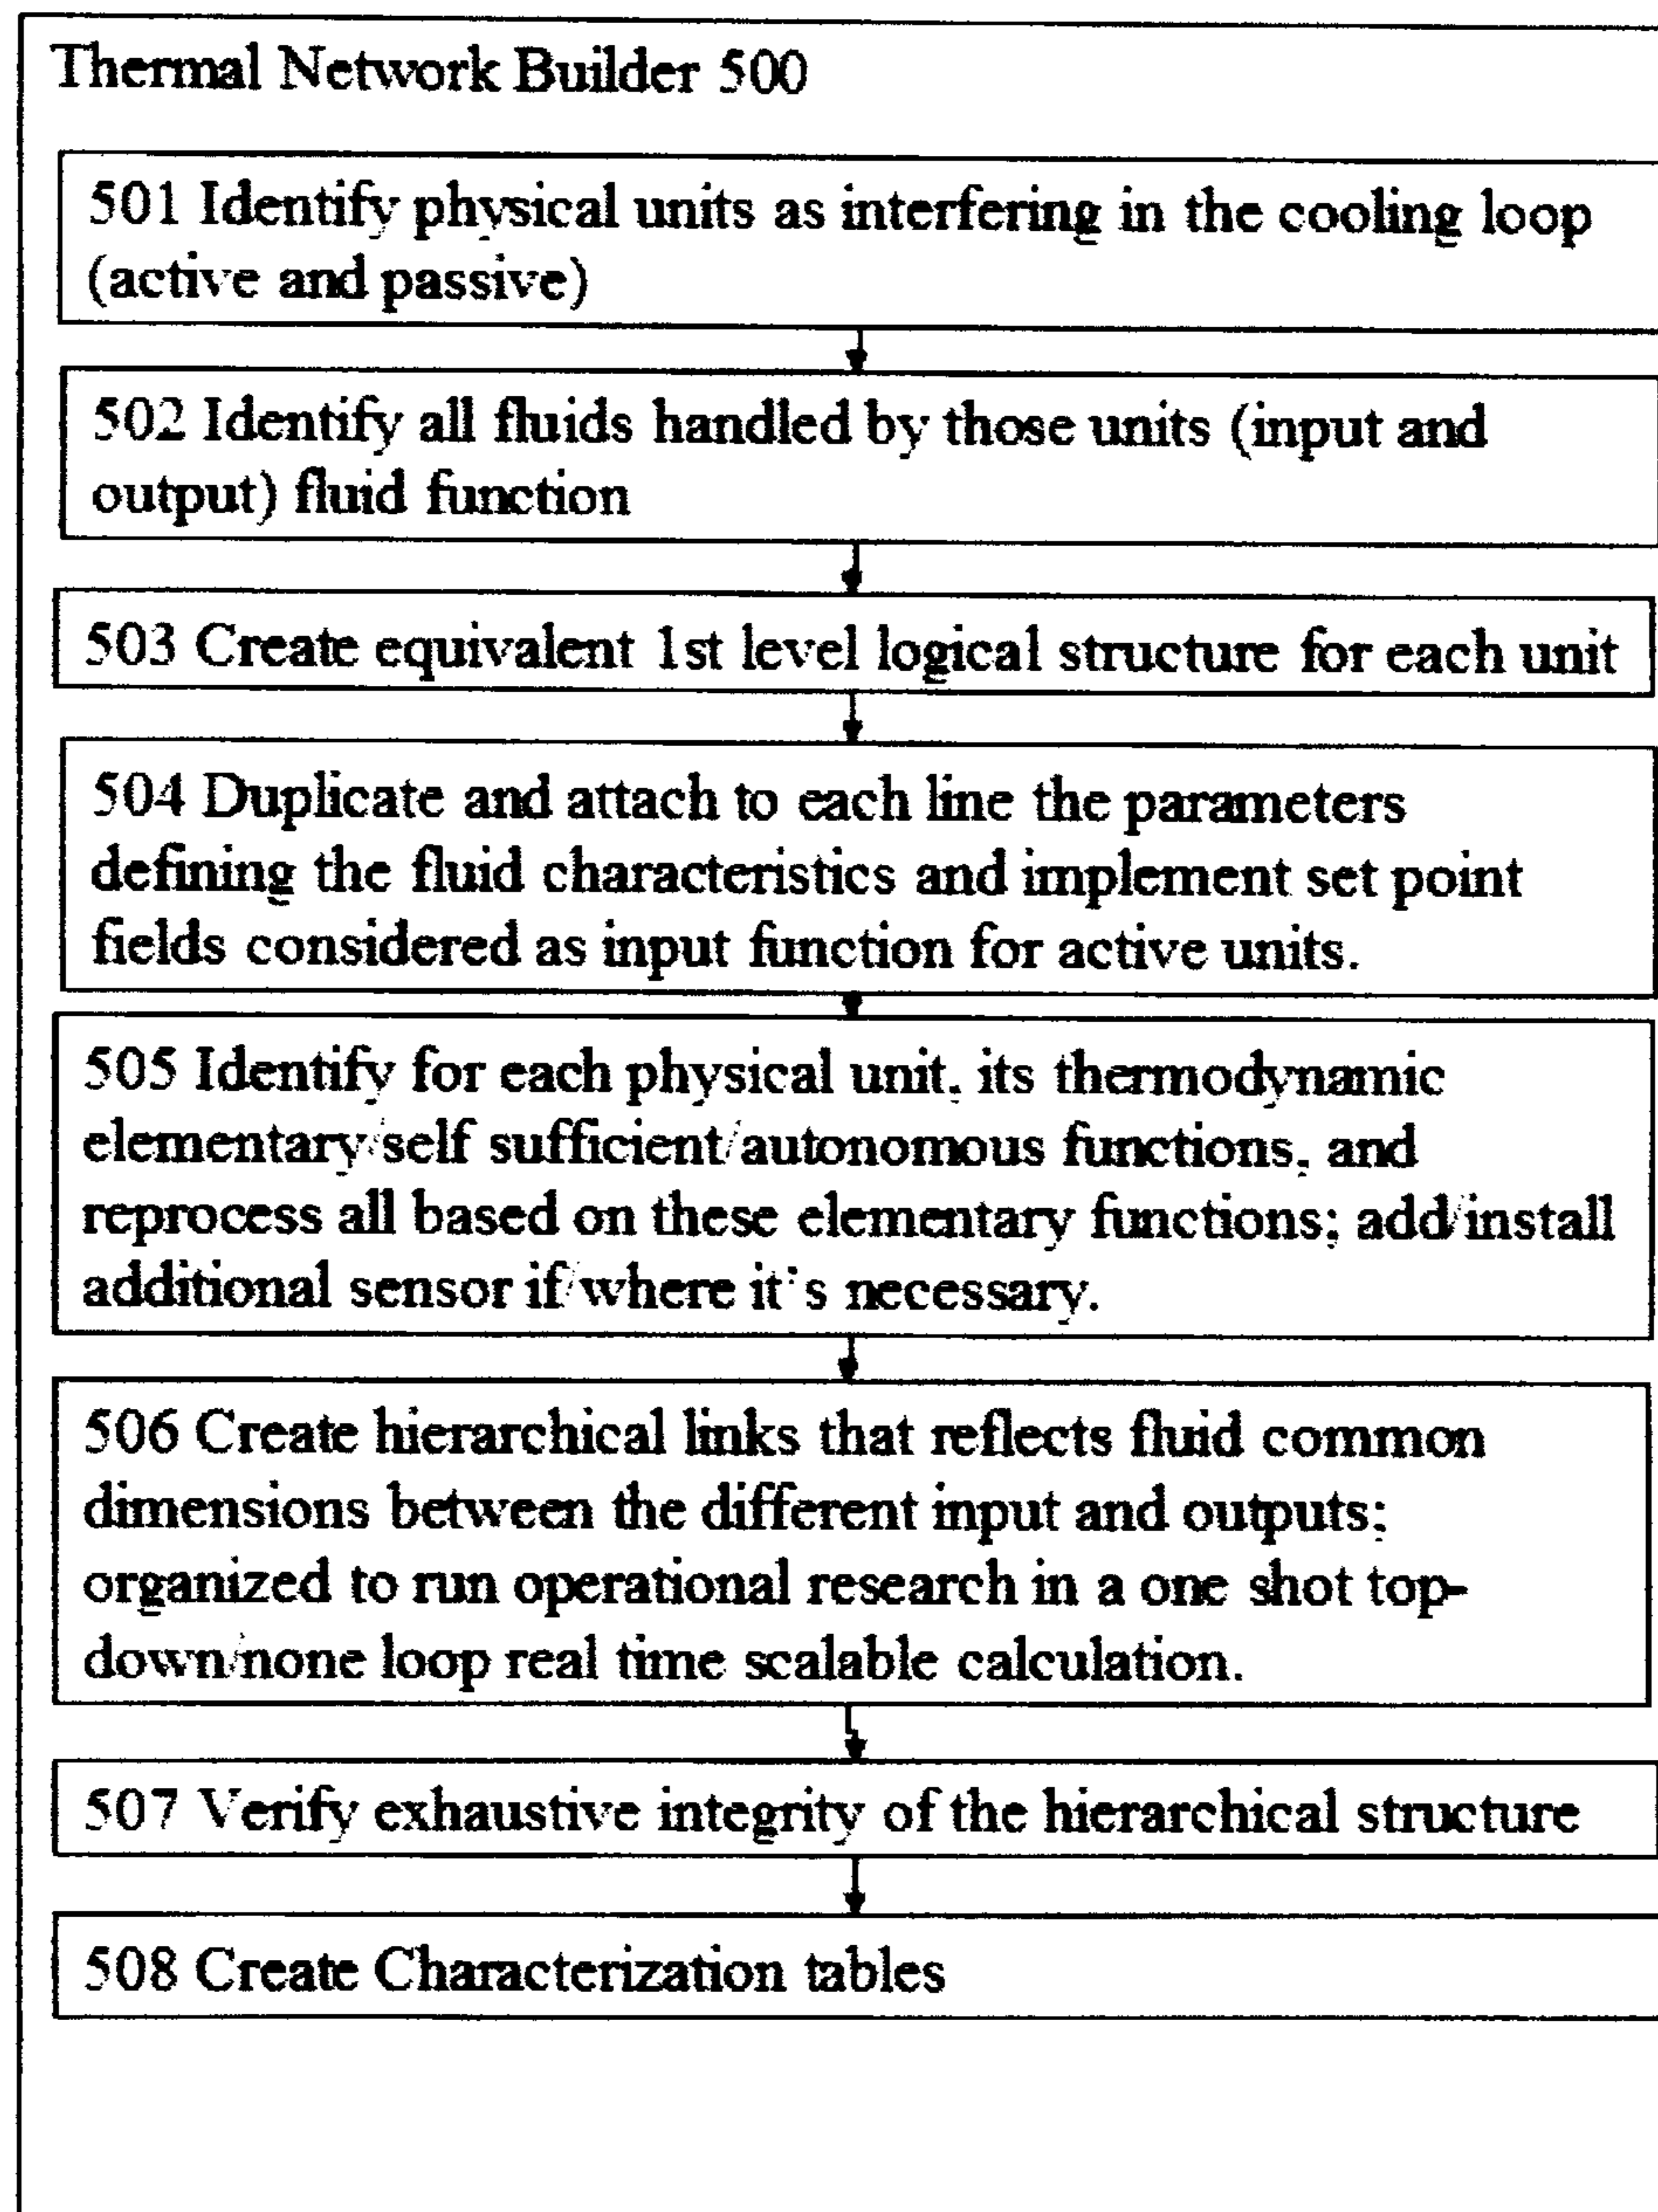 Thermal Network Builder 500
501 Identify physical units as interfering in the cooling loop
(active and passive)
502 Identify all fluids handled by those units (input and
output) fluid function
503 Create equivalent 1st level logical structure for each unit
504 Duplicate and attach to each line the parameters
defining the fluid characteristics and implement set point
fields considered as input function for active units.
505 Identify for each physical unit, its thermodynamic
elementary/self sufficient/autonomous functions, and
reprocess all based on these elementary functions; add/install
additional sensor if/where it's necessary.
506 Create hierarchical links that reflects fluid common
dimensions between the different input and outputs;
organized to run operational research in a one shot top-
down/none loop real time scalable calculation.
507 Verify exhaustive integrity of the hierarchical structure
508 Create Characterization tables